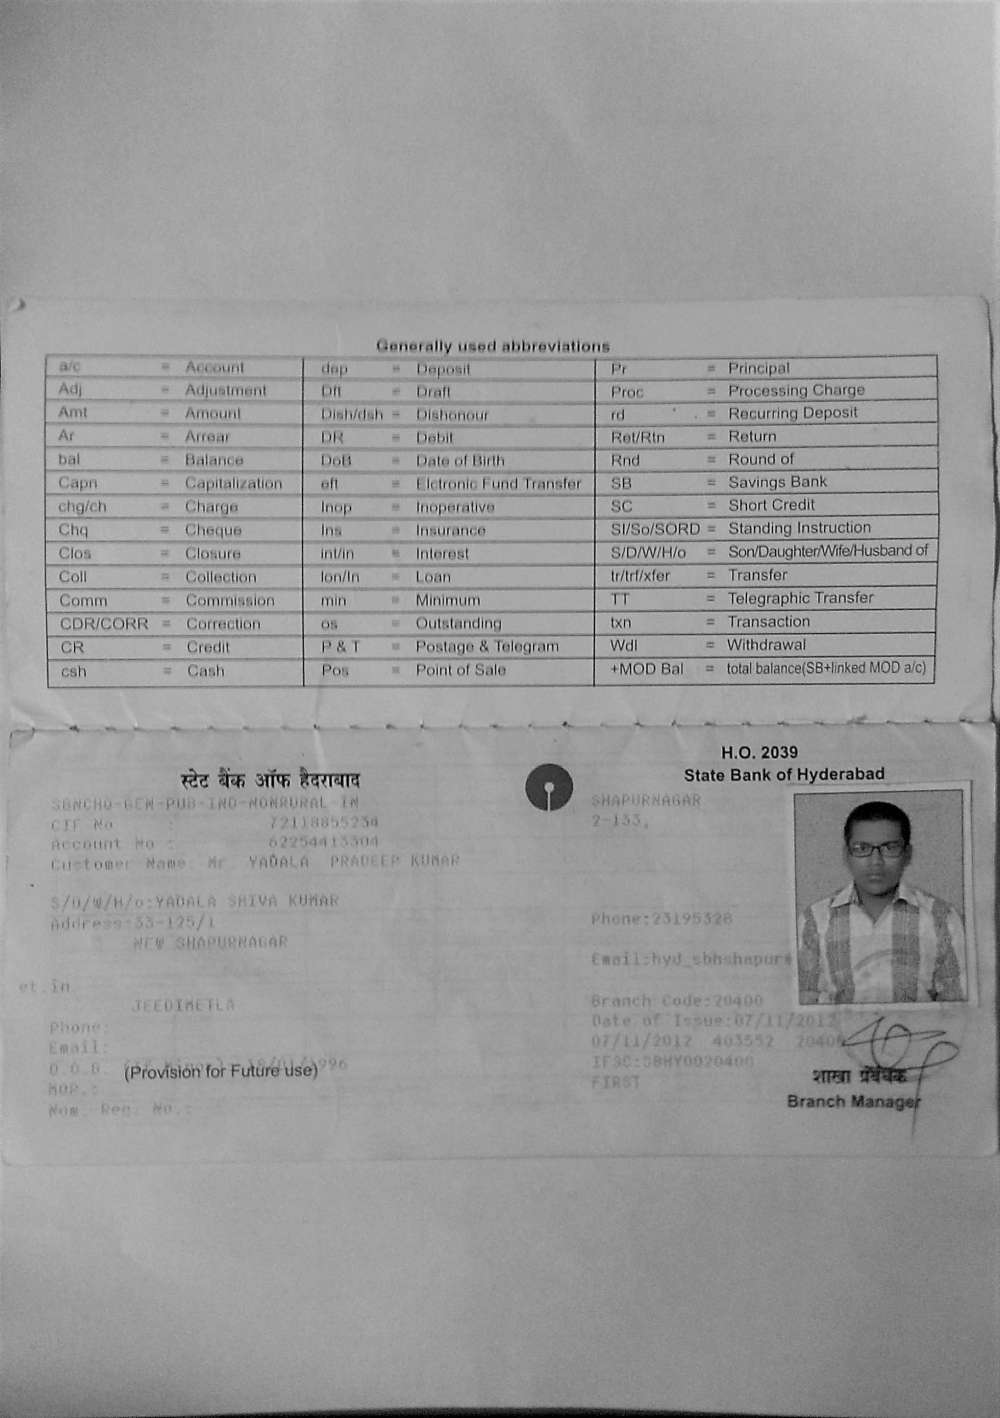 Generally used abbreviations
a/c = Account dep = Deposit Pr = Principal
Adj = Adjustment Dft = Draft Proc = Processing Charge
Amt = Amount Dish/dsh = Dishonour rd = Recurring Deposit
Ar = Arrear DR = Debit Ret/Rtn = Return
bal = Balance DoB = Date of Birth Rnd = Round of
Capn = Capitalization eft = Elctronic Fund Transfer SB = Savings Bank
chg/ch = Charge Inop = Inoperative SC = Short Credit
Chq = Cheque Ins = Insurance SI/So/SORD = Standing Instruction
Clos = Closure int/in = Interest S/D/W/H/o = Son/Daughter/Wife/Husband of
Coll = Collection lon/ln = Loan tr/trf/xfer = Transfer
Comm = Commission min = Minimum TT = Telegraphic Transfer
CDR/CORR = Correction os = Outstanding txn = Transaction
CR = Credit P & T = Postage & Telegram Wdl = Withdrawal
csh = Cash Pos = Point of Sale +MOD Bal = total balance(SB+linked MOD a/c)
H.O. 2039
स्टेट बैंक ऑफ हैदराबाद State Bank of Hyderabad
SBNCHQ-GEN-PUB-IND-NONRURAL-IN SHAPURNAGAR
CIF No : 72118855234 2-133,
Account No : 62254413304
Customer Name: Mr. YADALA PRADEEP KUMAR
S/D/W/H/o:YADALA SHIVA KUMAR
Address:33-125/1 Phone:23195328
NEW SHAPURNAGAR
Email:hyd_sbhshapur
et.in
JEEDIMETLA Branch Code:20400
Phone: Date of Issue:07/11/2012
Email: 07/11/2012 403552
D.O.B. (Provision for Future use) IFSC:SBHY0020400
MOP.: FIRST शाखा प्रबंधक
Nom. Reg. No.: Branch Manager